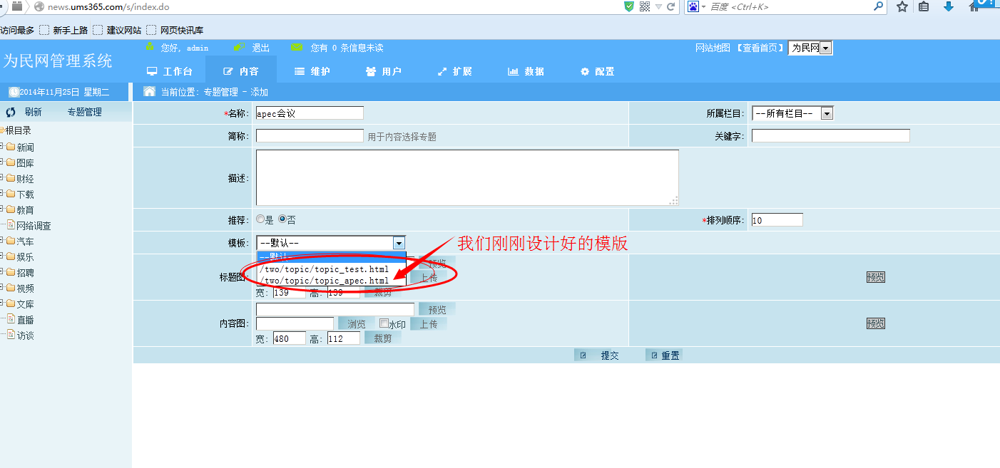 news.ums365.com/s/index.do
百度 <Ctrl+K>
访问最多 新手上路 建议网站 网页快讯库
为民网管理系统
您好, admin 退出 您有 0 条信息未读
网站地图 【查看首页】 为民网
工作台 内容 维护 用户 扩展 数据 配置
2014年11月25日 星期二
当前位置: 专题管理 - 添加
刷新 专题管理
根目录
新闻
图库
财经
下载
教育
网络调查
汽车
娱乐
招聘
视频
文库
直播
访谈
*名称: apec会议 所属栏目: --所有栏目--
简称: 用于内容选择专题 关键字:
描述:
推荐: 是 否 *排列顺序: 10
模板: --默认--
我们刚刚设计好的模版
--默认--
/two/topic/topic_test.html
/two/topic/topic_apec.html
标题图: 预览
上传 预览
宽: 139 高: 139 裁剪
内容图: 预览
浏览 水印 上传 预览
宽: 480 高: 112 裁剪
提交 重置